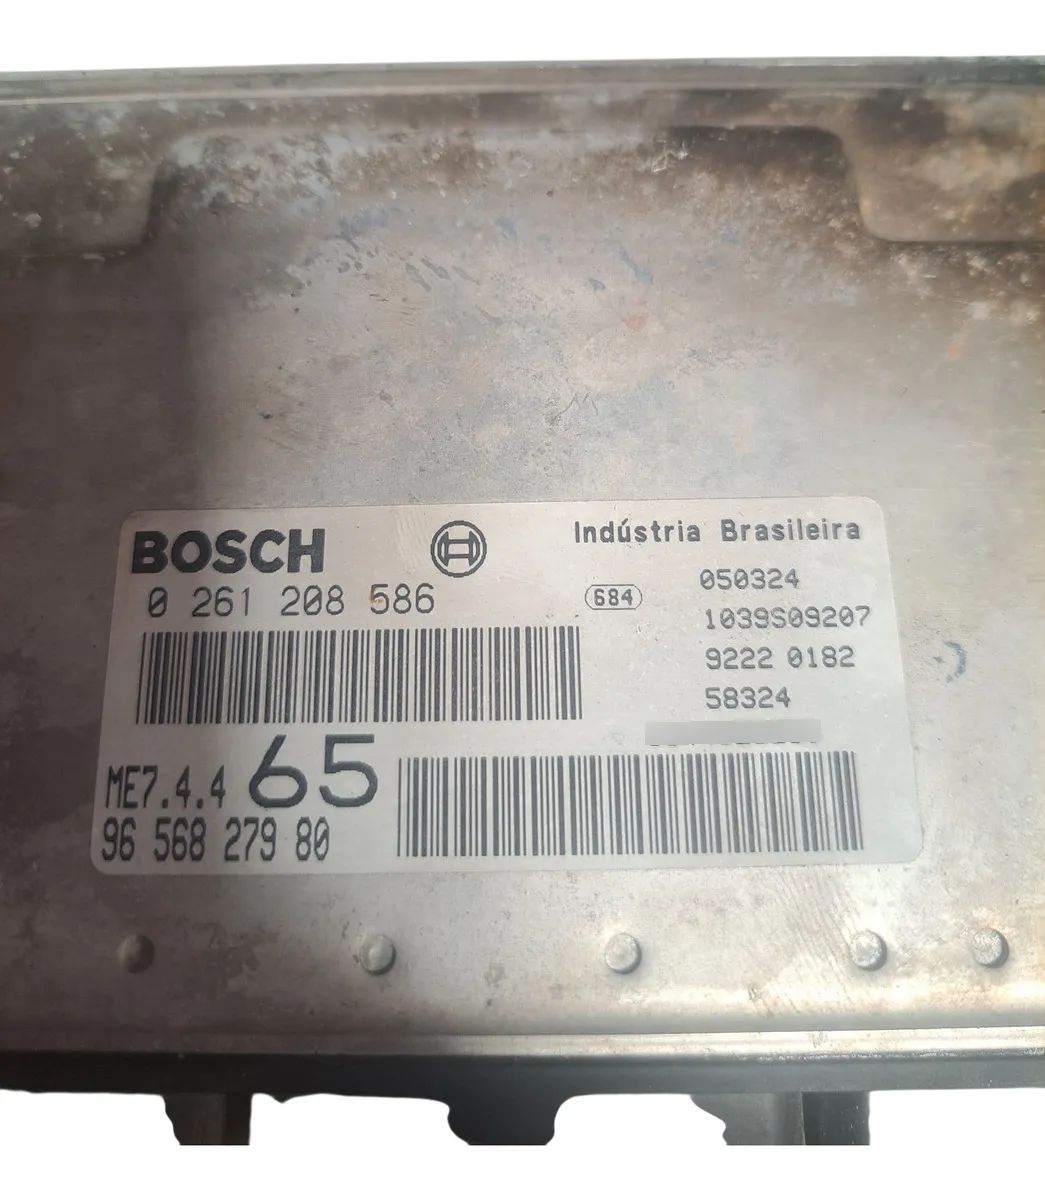 BOSCH
Indústria Brasileira
0 261 208 586
684
050324
1039S09207
9222 0182
58324
ME7.4.4 65
96 568 279 80